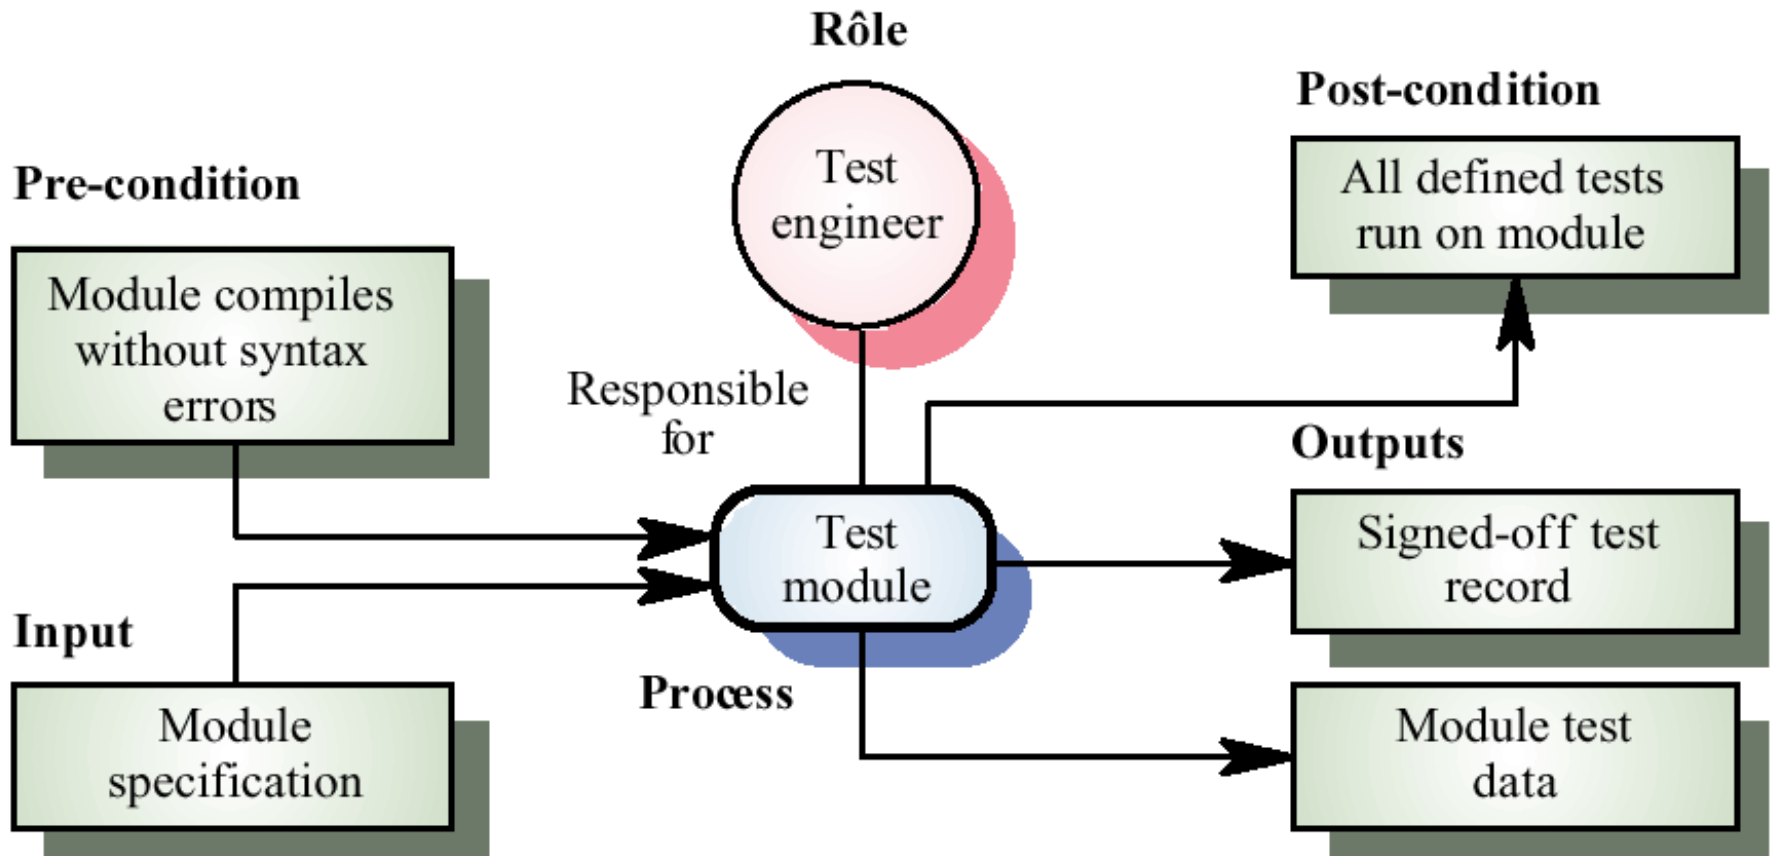 Rôle
Test
engineer
Post-condition
All defined tests
run on module
Pre-condition
Module compiles
without syntax
errors
Responsible
for
Outputs
Signed-off test
record
Test
module
Input
Module
specification
Process
Module test
data